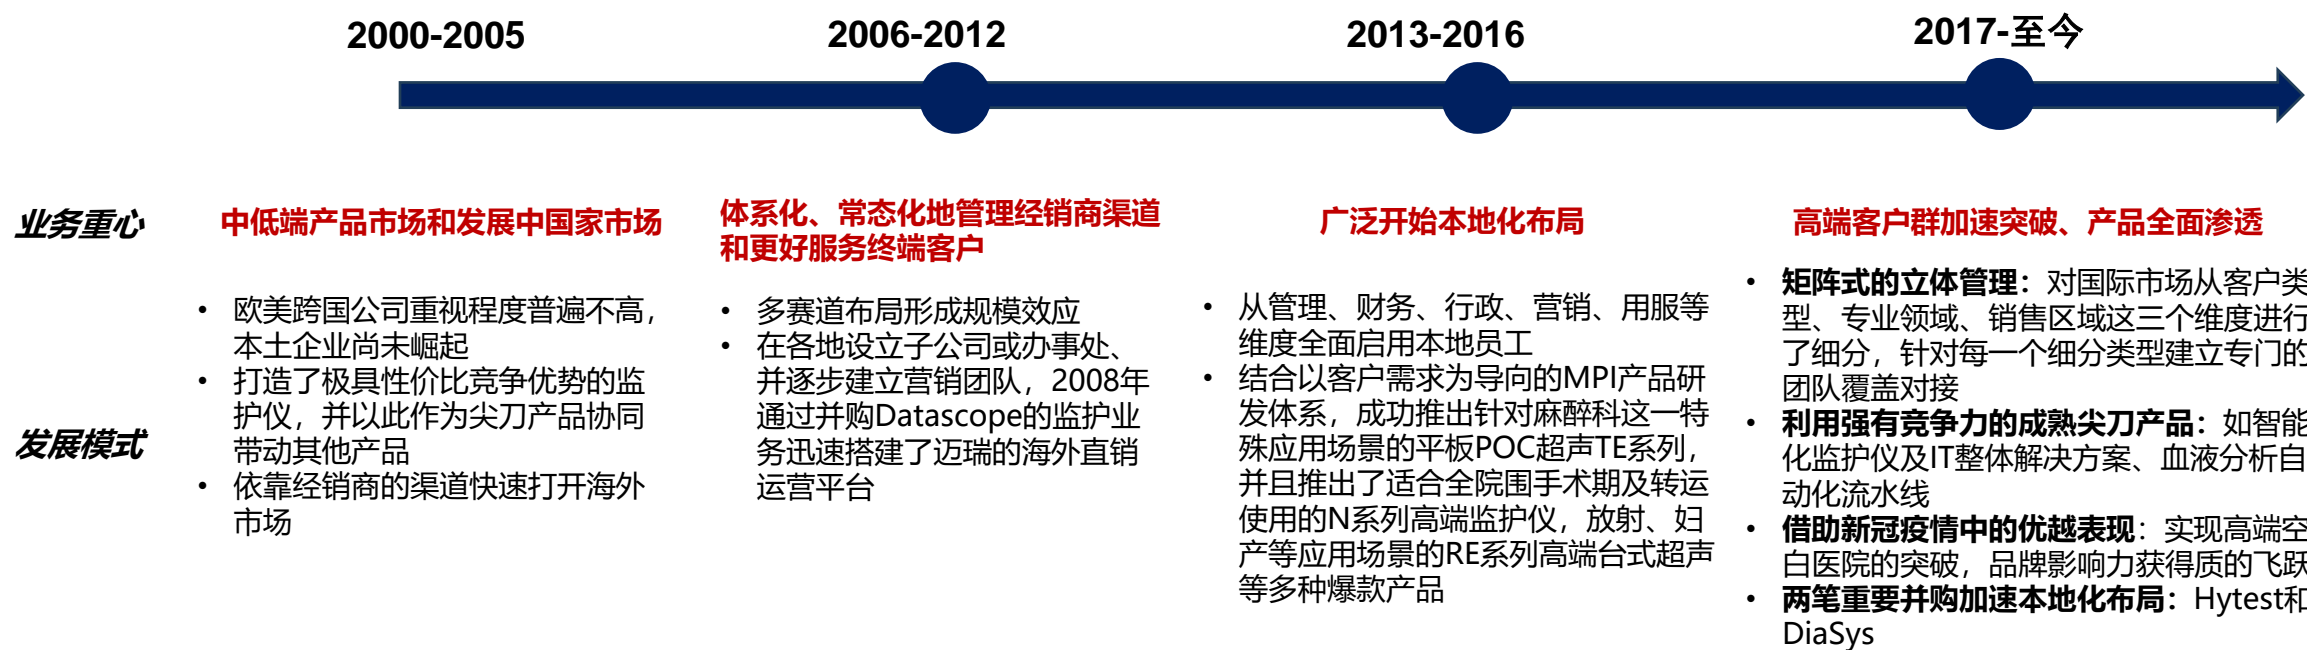 2000-2005
2006-2012
2013-2016
2017-至今
业务重心
中低端产品市场和发展中国家市场
体系化、常态化地管理经销商渠道
和更好服务终端客户
广泛开始本地化布局
高端客户群加速突破、产品全面渗透
发展模式
• 欧美跨国公司重视程度普遍不高，
本土企业尚未崛起
• 打造了极具性价比竞争优势的监
护仪，并以此作为尖刀产品协同
带动其他产品
• 依靠经销商的渠道快速打开海外
市场
• 多赛道布局形成规模效应
• 在各地设立子公司或办事处、
并逐步建立营销团队，2008年
通过并购Datascope的监护业
务迅速搭建了迈瑞的海外直销
运营平台
• 从管理、财务、行政、营销、用服等
维度全面启用本地员工
• 结合以客户需求为导向的MPI产品研
发体系，成功推出针对麻醉科这一特
殊应用场景的平板POC超声TE系列，
并且推出了适合全院围手术期及转运
使用的N系列高端监护仪，放射、妇
产等应用场景的RE系列高端台式超声
等多种爆款产品
• 矩阵式的立体管理：对国际市场从客户类
型、专业领域、销售区域这三个维度进行
了细分，针对每一个细分类型建立专门的
团队覆盖对接
• 利用强有竞争力的成熟尖刀产品：如智能
化监护仪及IT整体解决方案、血液分析自
动化流水线
• 借助新冠疫情中的优越表现：实现高端空
白医院的突破，品牌影响力获得质的飞跃
• 两笔重要并购加速本地化布局：Hytest和
DiaSys